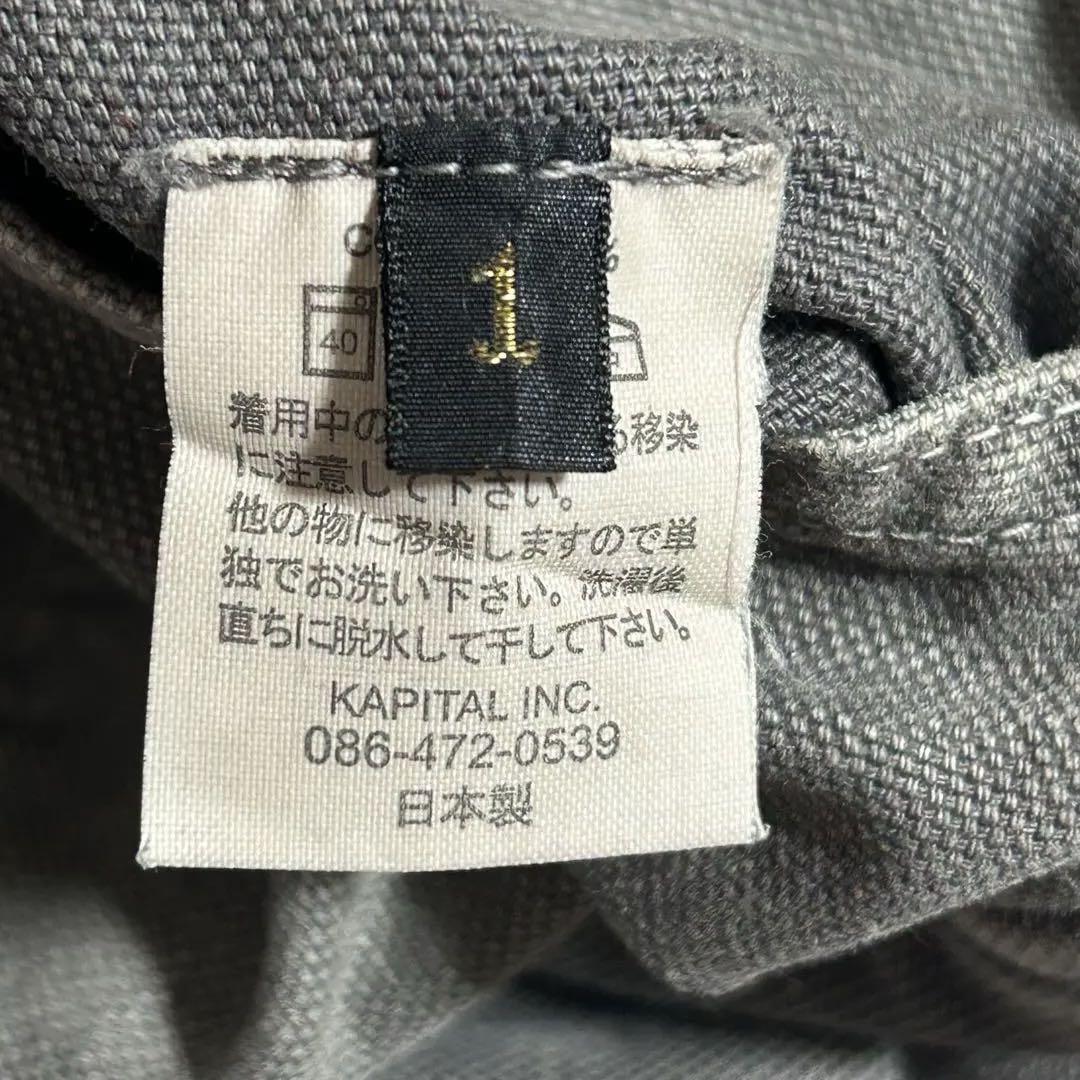 1
40
着用中の
る移染
に注意して下さい。
他の物に移染しますので単
独でお洗い下さい。洗濯後
直ちに脱水して干して下さい。
KAPITAL INC.
086-472-0539
日本製